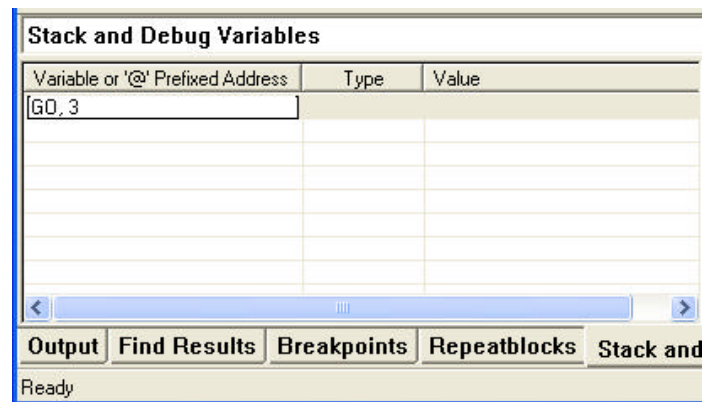 Stack and Debug Variables
Variable or '@' Prefixed Address Type Value
GO, 3
Output Find Results Breakpoints Repeatblocks Stack and
Ready